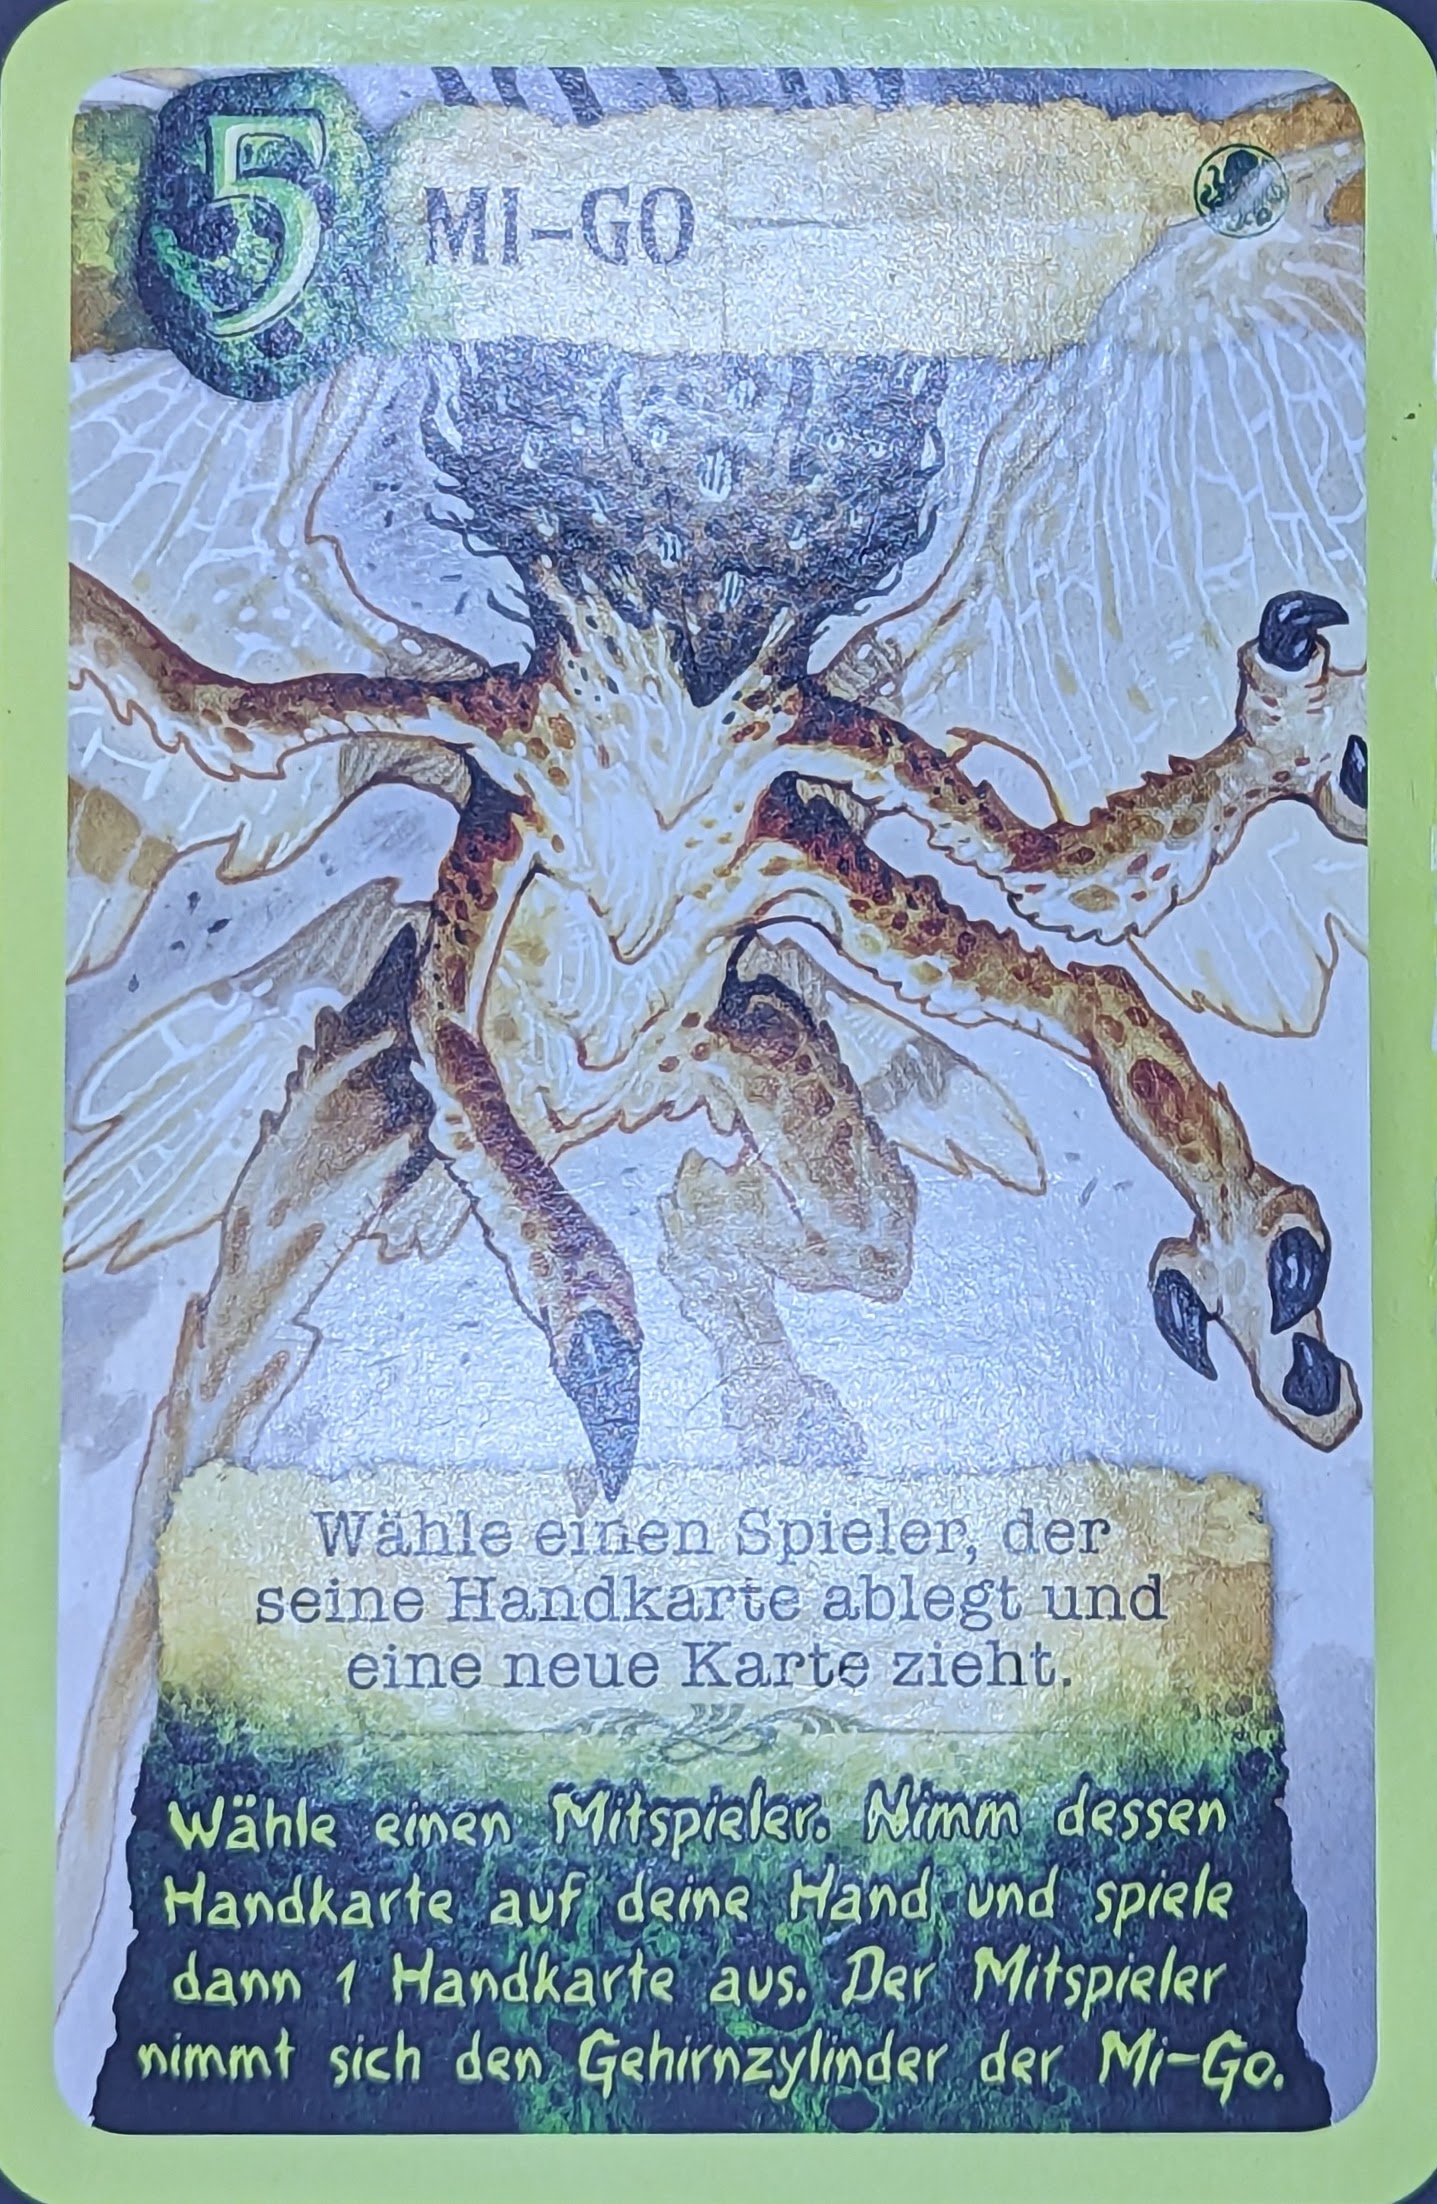 5
MI-GO
Wähle einen Spieler, der
seine Handkarte ablegt und
eine neue Karte zieht.
Wähle einen Mitspieler. Nimm dessen
Handkarte auf deine Hand und spiele
dann 1 Handkarte aus. Der Mitspieler
nimmt sich den Gehirnzylinder der Mi-Go.